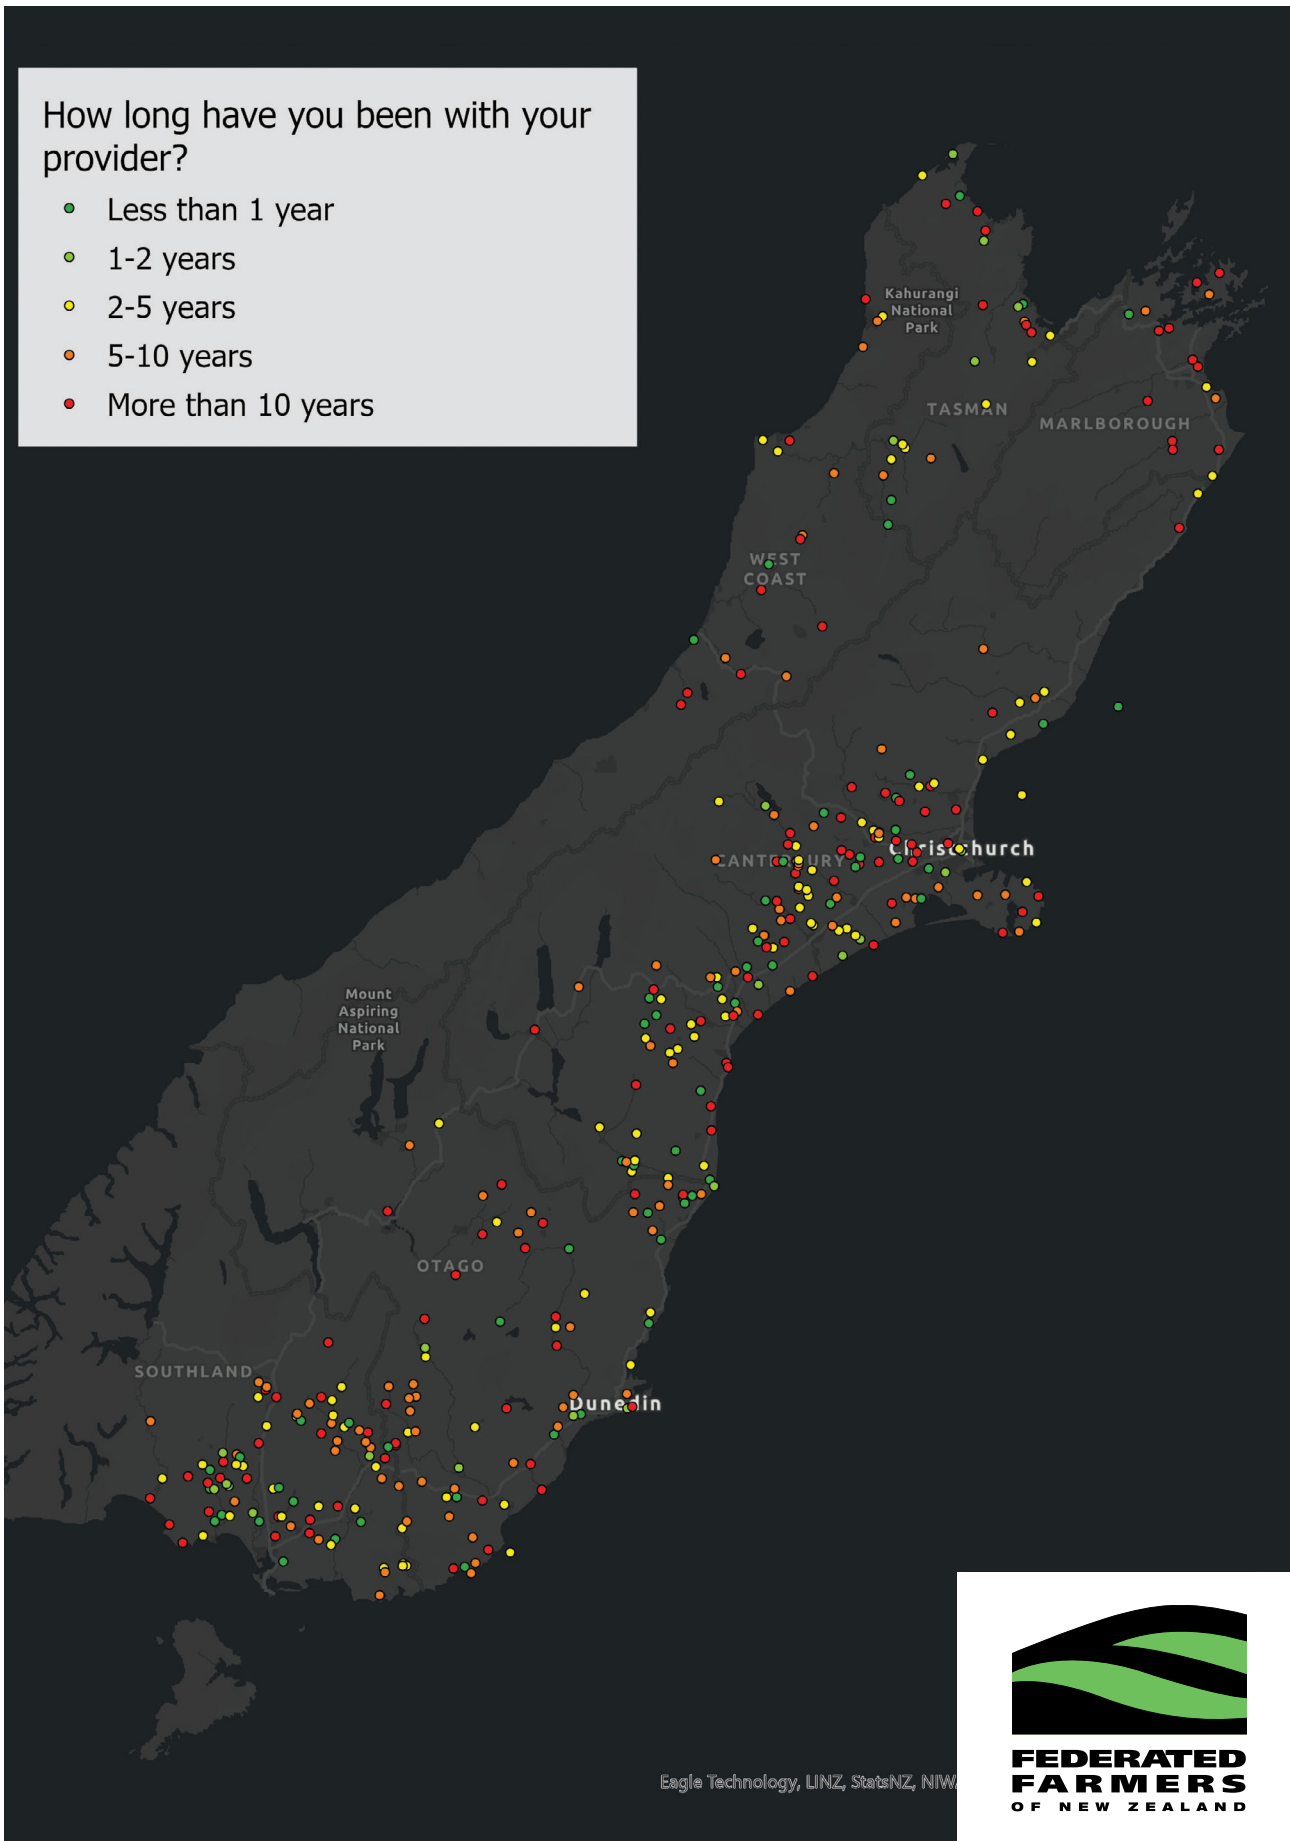 How long have you been with your
provider?
Less than 1 year
1-2 years
2-5 years
5-10 years
More than 10 years
Kahurangi
National
Park
TASMAN
MARLBOROUGH
WEST
COAST
CANTERBURY
Christchurch
Mount
Aspiring
National
Park
OTAGO
SOUTHLAND
Dunedin
Eagle Technology, LINZ, StatsNZ, NIW
FEDERATED
FARMERS
OF NEW ZEALAND